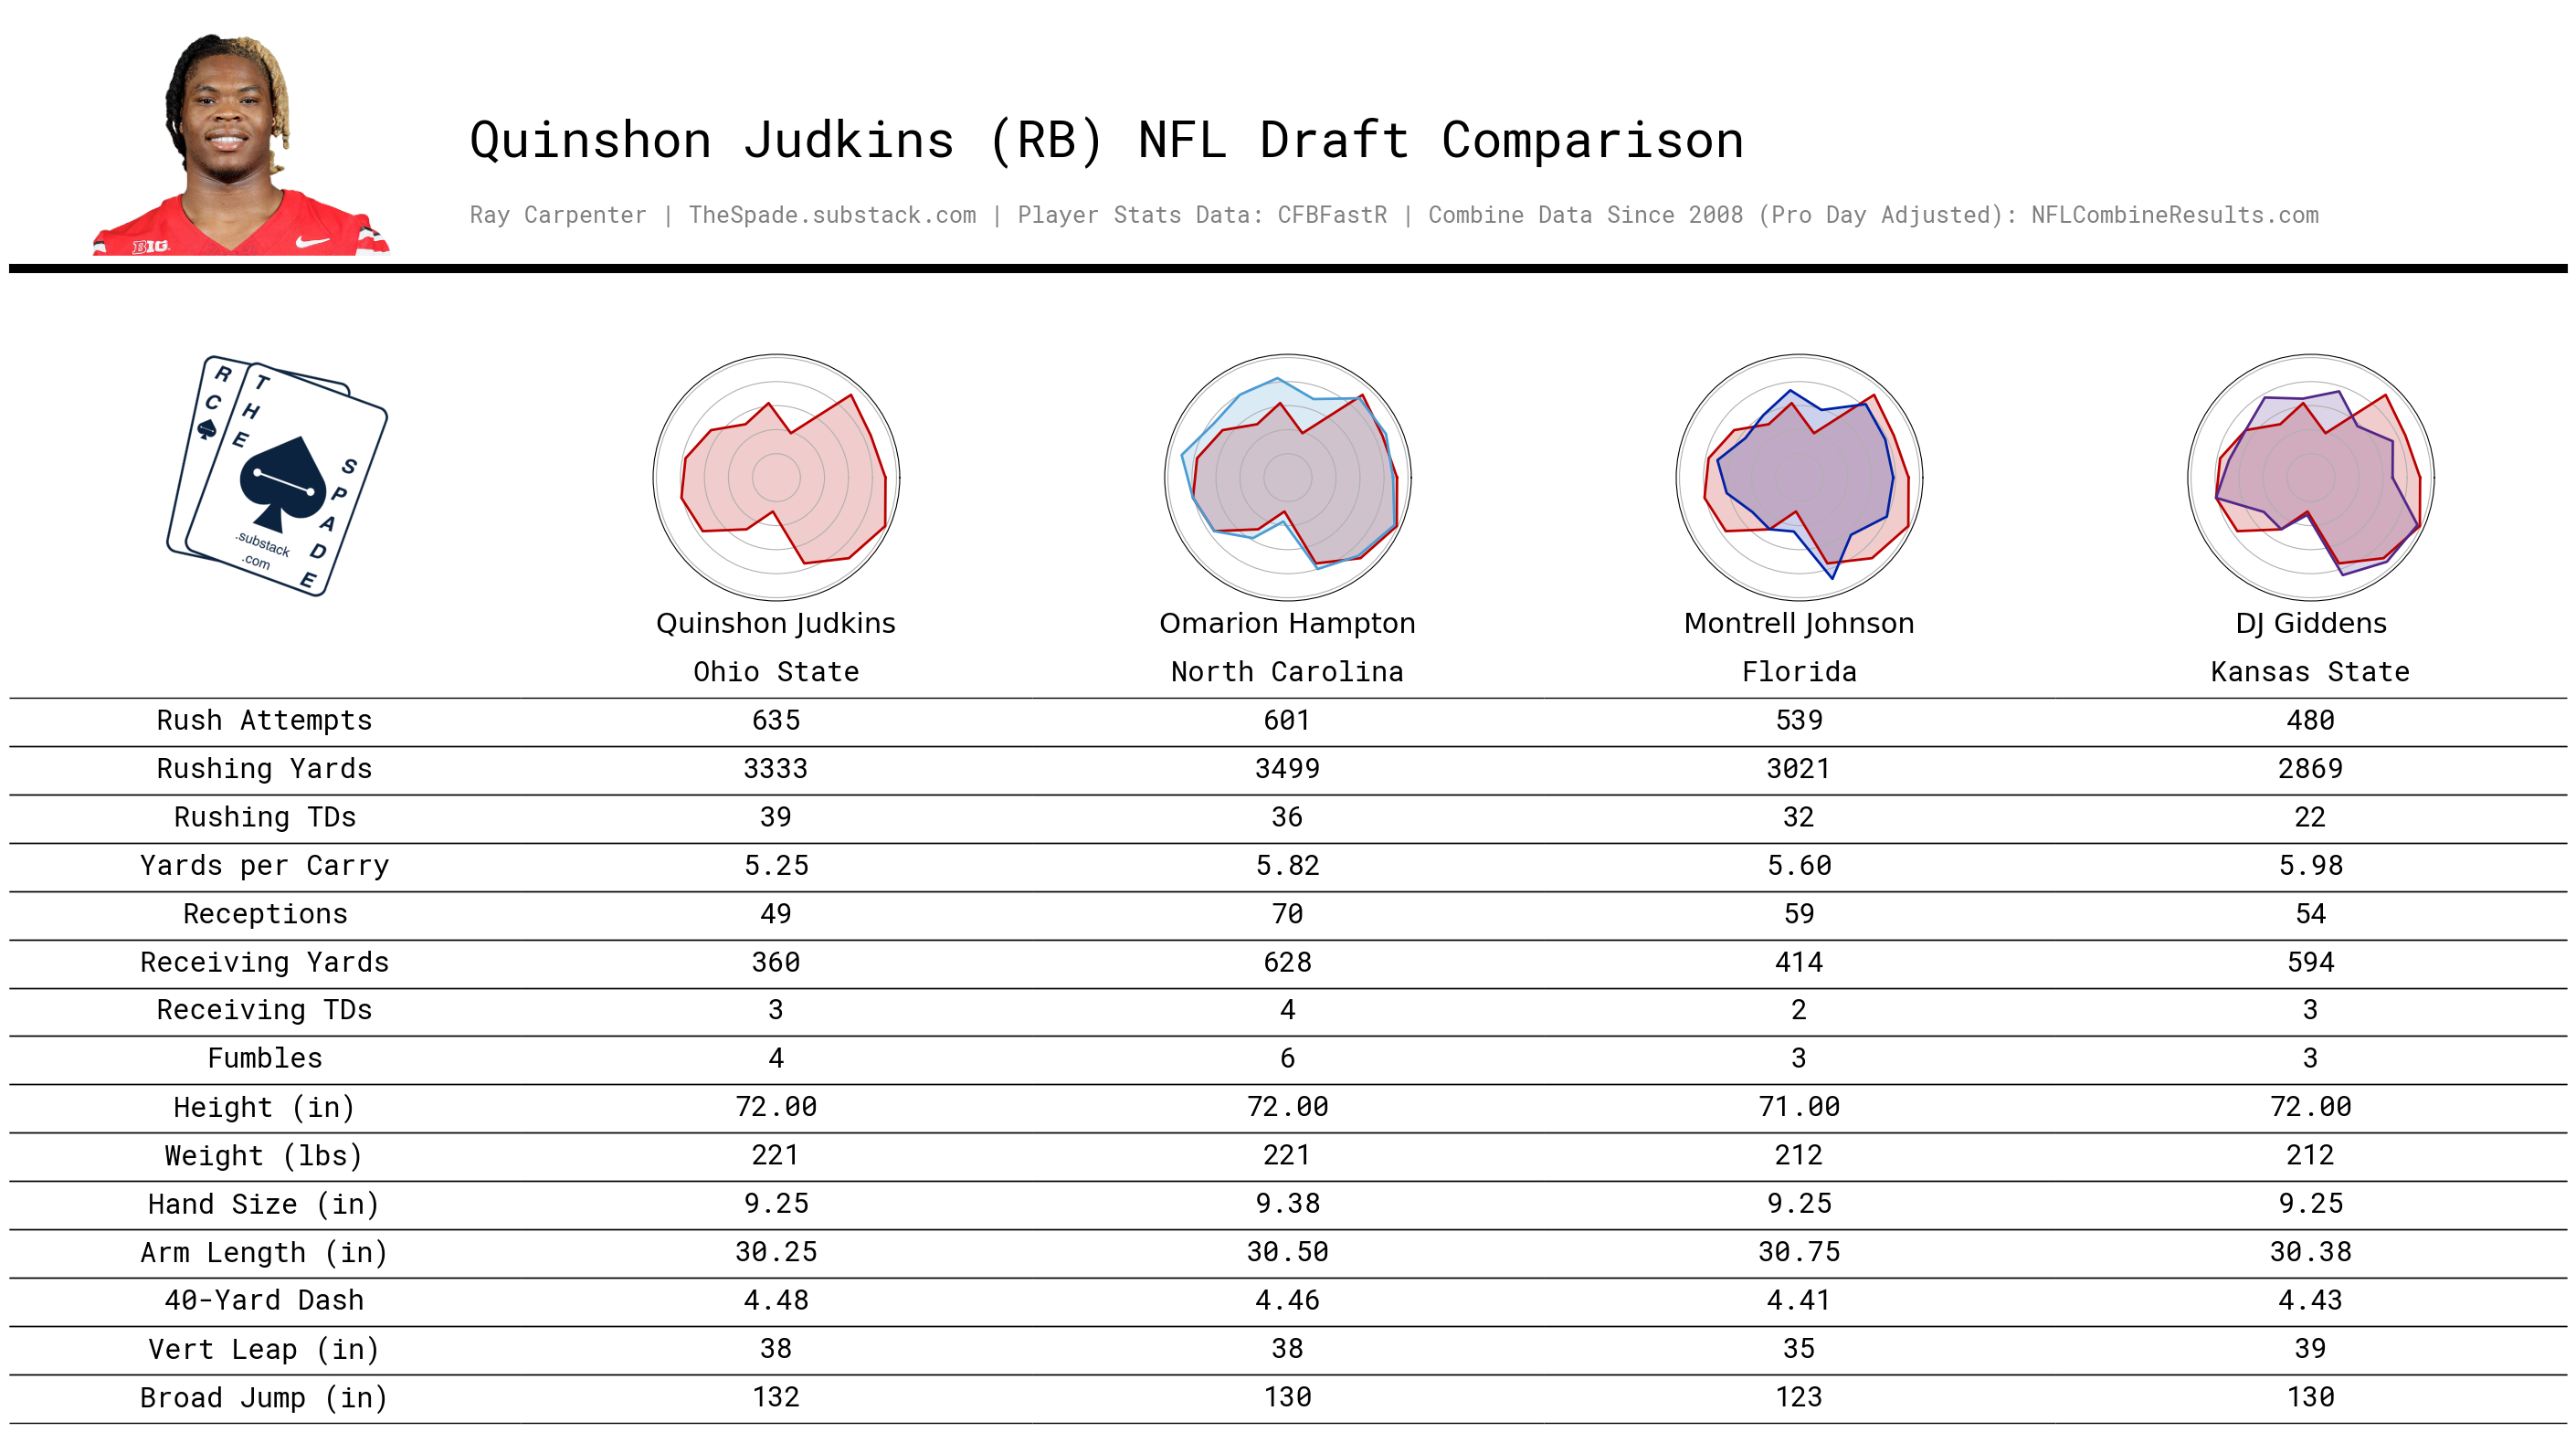 Quinshon Judkins (RB) NFL Draft Comparison
Ray Carpenter | TheSpade.substack.com | Player Stats Data: CFBFastR | Combine Data Since 2008 (Pro Day Adjusted): NFLCombineResults.com
BIG
RC
THE
SPADE
.substack
.com
Quinshon Judkins Omarion Hampton Montrell Johnson DJ Giddens
Ohio State North Carolina Florida Kansas State
Rush Attempts 635 601 539 480
Rushing Yards 3333 3499 3021 2869
Rushing TDs 39 36 32 22
Yards per Carry 5.25 5.82 5.60 5.98
Receptions 49 70 59 54
Receiving Yards 360 628 414 594
Receiving TDs 3 4 2 3
Fumbles 4 6 3 3
Height (in) 72.00 72.00 71.00 72.00
Weight (lbs) 221 221 212 212
Hand Size (in) 9.25 9.38 9.25 9.25
Arm Length (in) 30.25 30.50 30.75 30.38
40-Yard Dash 4.48 4.46 4.41 4.43
Vert Leap (in) 38 38 35 39
Broad Jump (in) 132 130 123 130